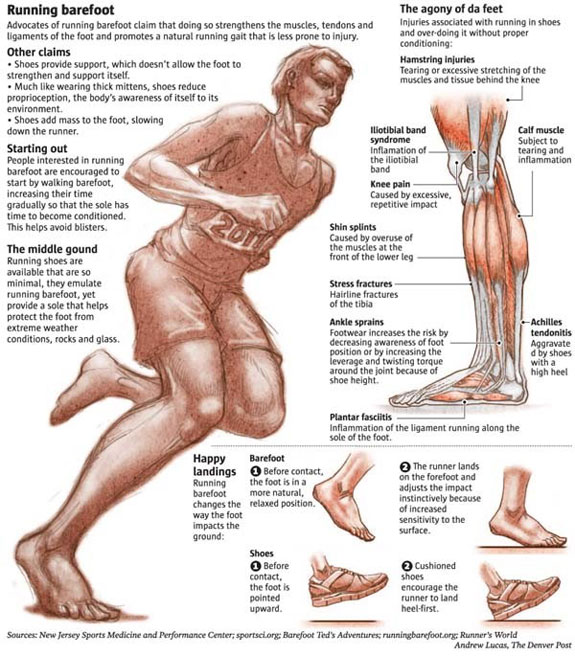 Running barefoot
Advocates of running barefoot claim that doing so strengthens the muscles, tendons and
ligaments of the foot and promotes a natural running gait that is less prone to injury.
Other claims
• Shoes provide support, which doesn't allow the foot to
strengthen and support itself.
• Much like wearing thick mittens, shoes reduce
proprioception, the body's awareness of itself to its
environment.
• Shoes add mass to the foot, slowing
down the runner.
Starting out
People interested in running
barefoot are encouraged to
start by walking barefoot,
increasing their time
gradually so that the sole has
time to become conditioned.
This helps avoid blisters.
The middle gound
Running shoes are
available that are so
minimal, they emulate
running barefoot, yet
provide a sole that helps
protect the foot from
extreme weather
conditions, rocks and glass.
2011
The agony of da feet
Injuries associated with running in shoes
and over-doing it without proper
conditioning:
Hamstring injuries
Tearing or excessive stretching of the
muscles and tissue behind the knee
Iliotibial band
syndrome
Inflamation of
the iliotibial
band
Calf muscle
Subject to
tearing and
inflammation
Knee pain
Caused by excessive,
repetitive impact
Shin splints
Caused by overuse of
the muscles at the
front of the lower leg
Stress fractures
Hairline fractures
of the tibia
Ankle sprains
Footwear increases the risk by
decreasing awareness of foot
position or by increasing the
leverage and twisting torque
around the joint because of
shoe height.
Achilles
tendonitis
Aggravate
d by shoes
with a
high heel
Plantar fasciitis
Inflammation of the ligament running along the
sole of the foot.
Happy
landings
Running
barefoot
changes the
way the foot
impacts the
ground:
Barefoot
1 Before contact,
the foot is in a
more natural,
relaxed position.
2 The runner lands
on the forefoot and
adjusts the impact
instinctively because
of increased
sensitivity to the
surface.
Shoes
1 Before
contact,
the foot is
pointed
upward.
2 Cushioned
shoes
encourage the
runner to land
heel-first.
Sources: New Jersey Sports Medicine and Performance Center; sportsci.org; Barefoot Ted's Adventures; runningbarefoot.org; Runner's World
Andrew Lucas, The Denver Post